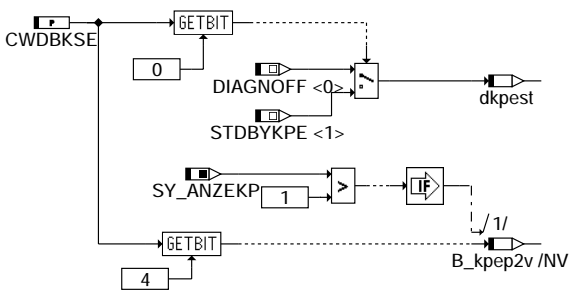 P
GETBIT
CWDBKSE
0
DIAGNOFF <0>
dkpest
STDBYKPE <1>
SY_ANZEKP
1
>
IF
/ 1/
GETBIT
B_kpep2v /NV
4